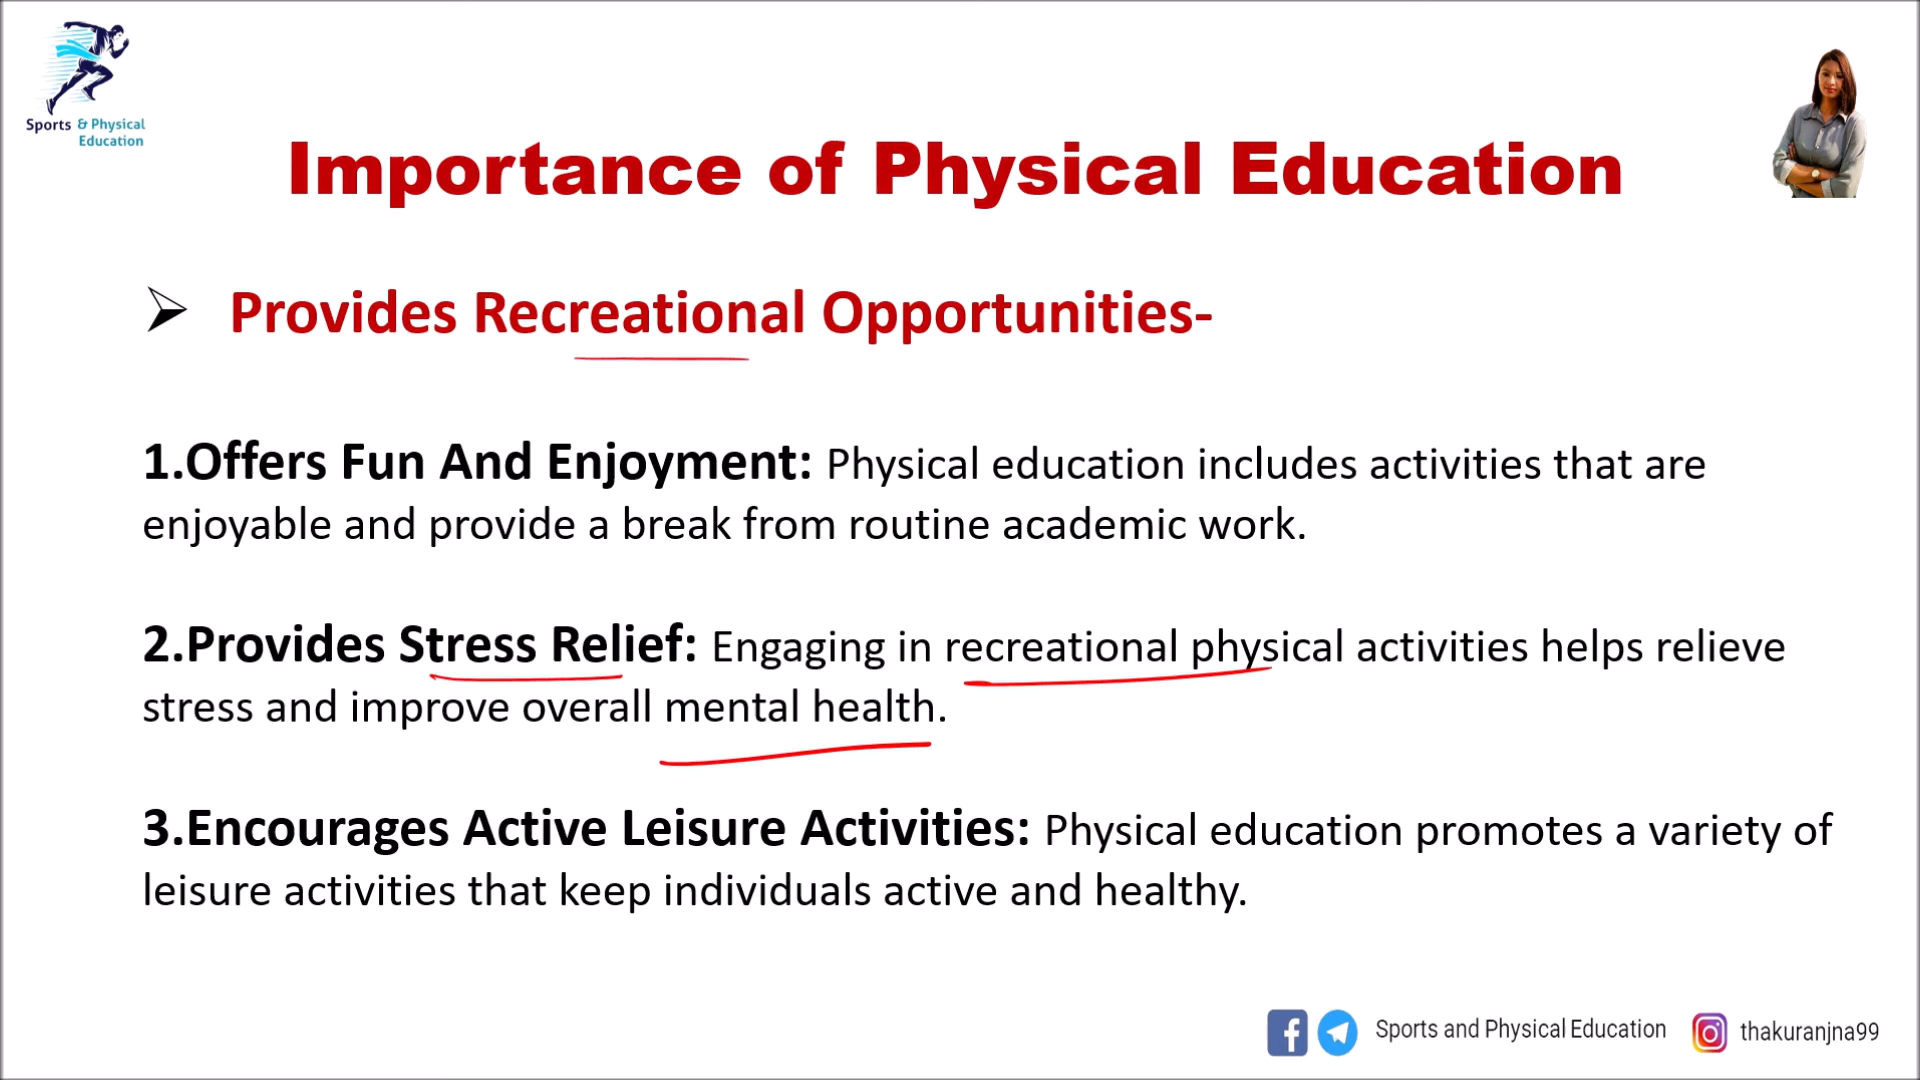 Sports & Physical
Education
Importance of Physical Education
Provides Recreational Opportunities-
1.Offers Fun And Enjoyment: Physical education includes activities that are
enjoyable and provide a break from routine academic work.
2.Provides Stress Relief: Engaging in recreational physical activities helps relieve
stress and improve overall mental health.
3.Encourages Active Leisure Activities: Physical education promotes a variety of
leisure activities that keep individuals active and healthy.
Sports and Physical Education thakuranjna99